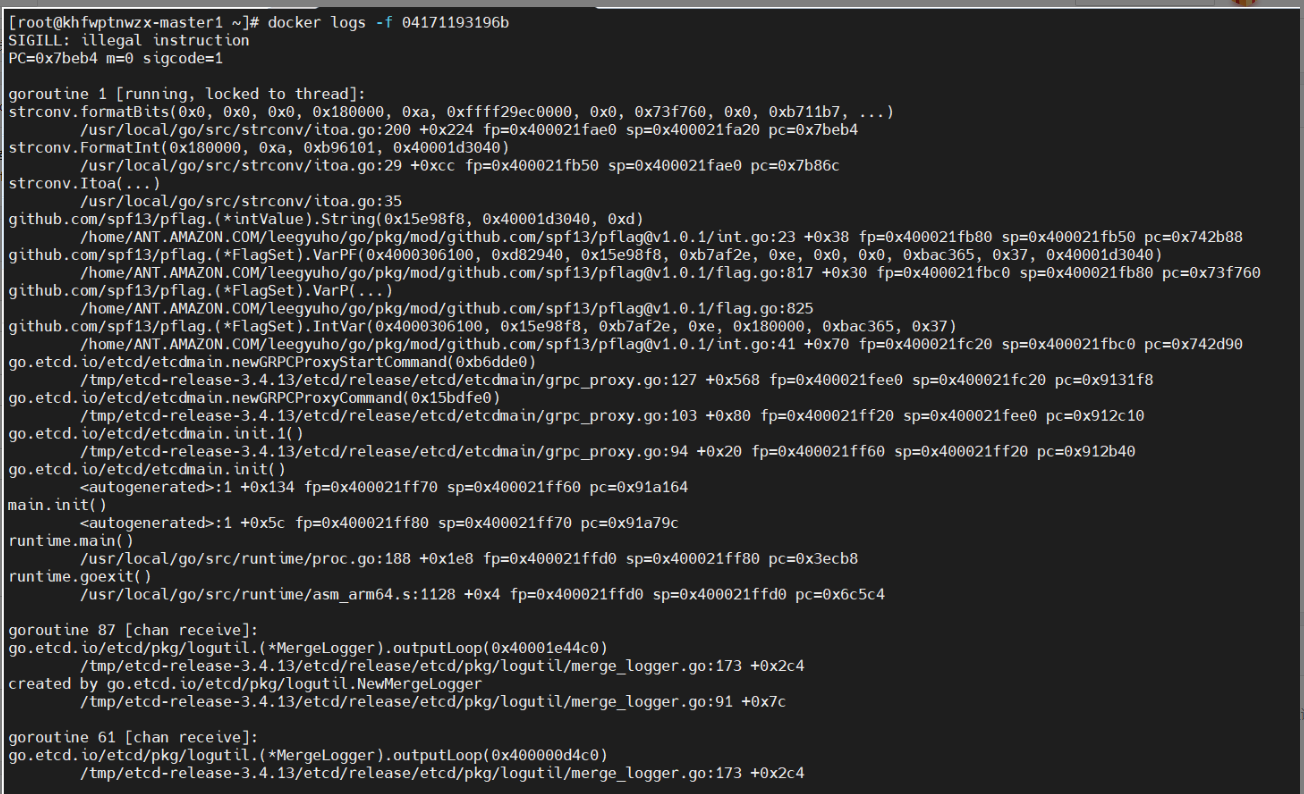 [root@khfwptnwzx-master1 ~]# docker logs -f 04171193196b
SIGILL: illegal instruction
PC=0x7beb4 m=0 sigcode=1
goroutine 1 [running, locked to thread]:
strconv.formatBits(0x0, 0x0, 0x0, 0x180000, 0xa, 0xffff29ec0000, 0x0, 0x73f760, 0x0, 0xb711b7, ...)
/usr/local/go/src/strconv/itoa.go:200 +0x224 fp=0x400021fae0 sp=0x400021fa20 pc=0x7beb4
strconv.FormatInt(0x180000, 0xa, 0xb96101, 0x40001d3040)
/usr/local/go/src/strconv/itoa.go:29 +0xcc fp=0x400021fb50 sp=0x400021fae0 pc=0x7b86c
strconv.Itoa(...)
/usr/local/go/src/strconv/itoa.go:35
github.com/spf13/pflag.(*intValue).String(0x15e98f8, 0x40001d3040, 0xd)
/home/ANT.AMAZON.COM/leegyuho/go/pkg/mod/github.com/spf13/pflag@v1.0.1/int.go:23 +0x38 fp=0x400021fb80 sp=0x400021fb50 pc=0x742b88
github.com/spf13/pflag.(*FlagSet).VarPF(0x4000306100, 0xd82940, 0x15e98f8, 0xb7af2e, 0xe, 0x0, 0x0, 0xbac365, 0x37, 0x40001d3040)
/home/ANT.AMAZON.COM/leegyuho/go/pkg/mod/github.com/spf13/pflag@v1.0.1/flag.go:817 +0x30 fp=0x400021fbc0 sp=0x400021fb80 pc=0x73f760
github.com/spf13/pflag.(*FlagSet).VarP(...)
/home/ANT.AMAZON.COM/leegyuho/go/pkg/mod/github.com/spf13/pflag@v1.0.1/flag.go:825
github.com/spf13/pflag.(*FlagSet).IntVar(0x4000306100, 0x15e98f8, 0xb7af2e, 0xe, 0x180000, 0xbac365, 0x37)
/home/ANT.AMAZON.COM/leegyuho/go/pkg/mod/github.com/spf13/pflag@v1.0.1/int.go:41 +0x70 fp=0x400021fc20 sp=0x400021fbc0 pc=0x742d90
go.etcd.io/etcd/etcdmain.newGRPCProxyStartCommand(0xb6dde0)
/tmp/etcd-release-3.4.13/etcd/release/etcd/etcdmain/grpc_proxy.go:127 +0x568 fp=0x400021fee0 sp=0x400021fc20 pc=0x9131f8
go.etcd.io/etcd/etcdmain.newGRPCProxyCommand(0x15bdfe0)
/tmp/etcd-release-3.4.13/etcd/release/etcd/etcdmain/grpc_proxy.go:103 +0x80 fp=0x400021ff20 sp=0x400021fee0 pc=0x912c10
go.etcd.io/etcd/etcdmain.init.1()
/tmp/etcd-release-3.4.13/etcd/release/etcd/etcdmain/grpc_proxy.go:94 +0x20 fp=0x400021ff60 sp=0x400021ff20 pc=0x912b40
go.etcd.io/etcd/etcdmain.init()
<autogenerated>:1 +0x134 fp=0x400021ff70 sp=0x400021ff60 pc=0x91a164
main.init()
<autogenerated>:1 +0x5c fp=0x400021ff80 sp=0x400021ff70 pc=0x91a79c
runtime.main()
/usr/local/go/src/runtime/proc.go:188 +0x1e8 fp=0x400021ffd0 sp=0x400021ff80 pc=0x3ecb8
runtime.goexit()
/usr/local/go/src/runtime/asm_arm64.s:1128 +0x4 fp=0x400021ffd0 sp=0x400021ffd0 pc=0x6c5c4
goroutine 87 [chan receive]:
go.etcd.io/etcd/pkg/logutil.(*MergeLogger).outputLoop(0x40001e44c0)
/tmp/etcd-release-3.4.13/etcd/release/etcd/pkg/logutil/merge_logger.go:173 +0x2c4
created by go.etcd.io/etcd/pkg/logutil.NewMergeLogger
/tmp/etcd-release-3.4.13/etcd/release/etcd/pkg/logutil/merge_logger.go:91 +0x7c
goroutine 61 [chan receive]:
go.etcd.io/etcd/pkg/logutil.(*MergeLogger).outputLoop(0x400000d4c0)
/tmp/etcd-release-3.4.13/etcd/release/etcd/pkg/logutil/merge_logger.go:173 +0x2c4